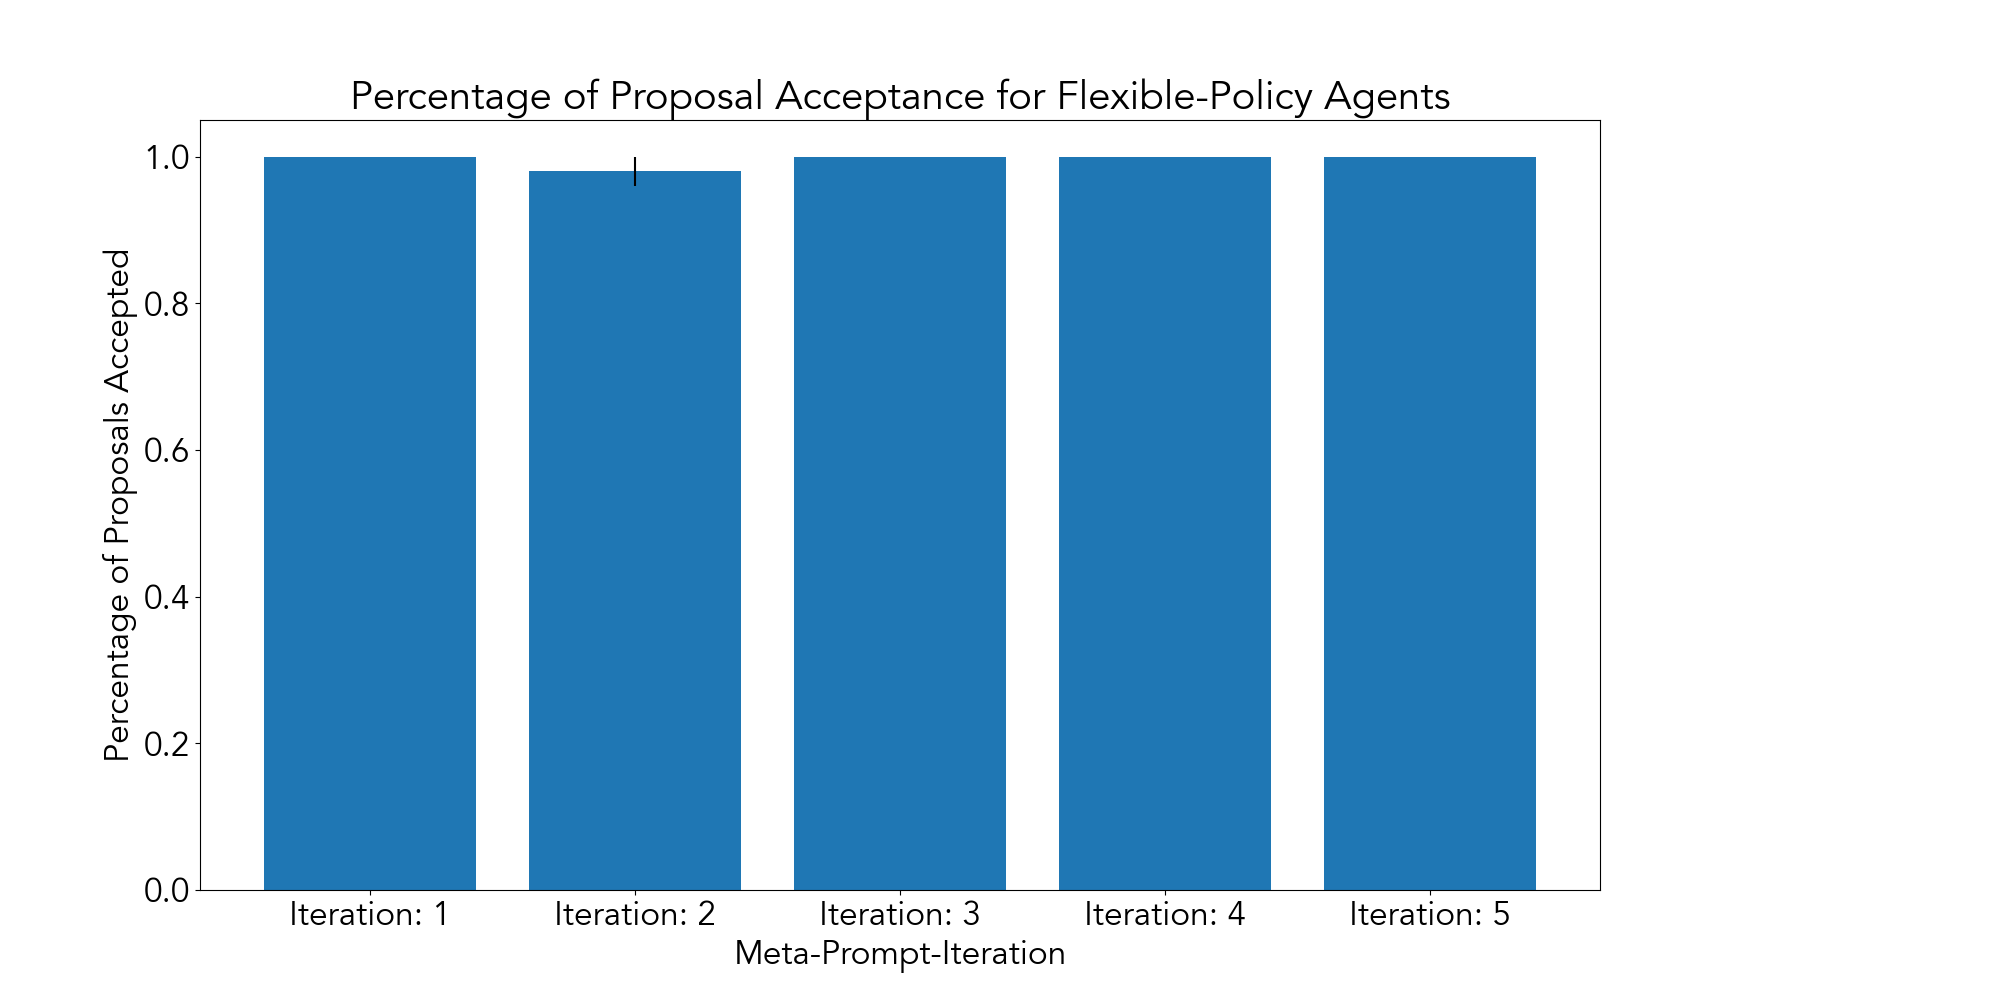 Percentage of Proposal Acceptance for Flexible-Policy Agents
Percentage of Proposals Accepted
1.0
0.8
0.6
0.4
0.2
0.0
Iteration: 1
Iteration: 2
Iteration: 3
Iteration: 4
Iteration: 5
Meta-Prompt-Iteration